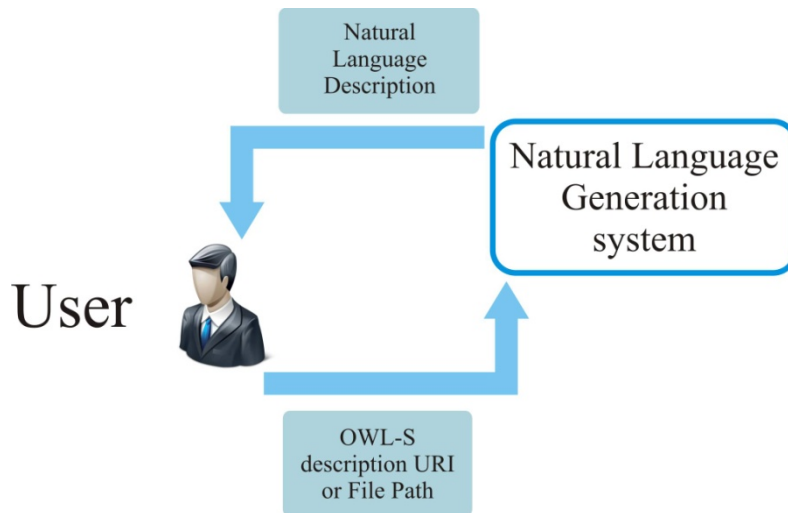 Natural
Language
Description
Natural Language
Generation
system
User
OWL-S
description URI
or File Path